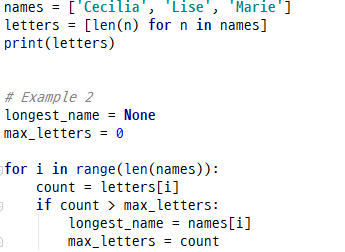 names = ['Cecilia', 'Lise', 'Marie']
letters = [len(n) for n in names]
print(letters)
# Example 2
longest_name = None
max_letters = 0
for i in range(len(names)):
    count = letters[i]
    if count > max_letters:
        longest_name = names[i]
        max_letters = count